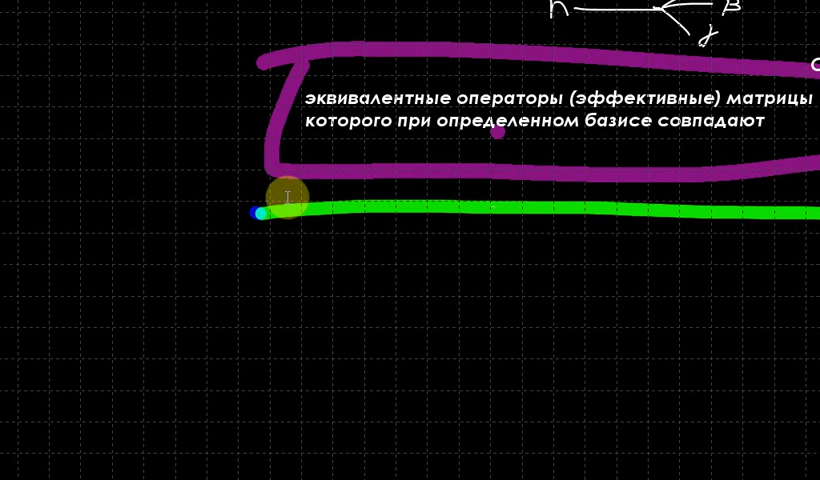 n β
γ
эквивалентные операторы (эффективные) матрицы
которого при определенном базисе совпадают